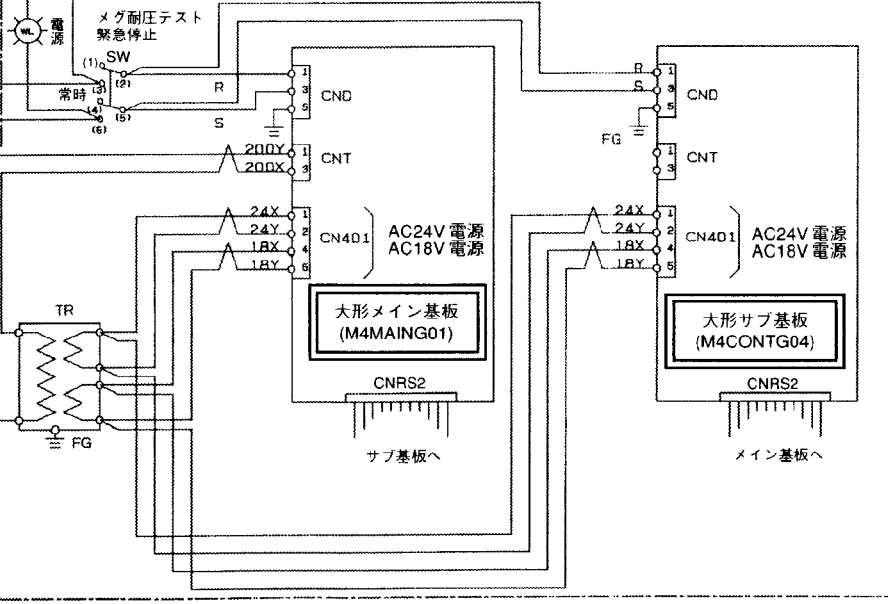 WL
電源
メグ耐圧テスト
緊急停止
SW
(1)
(2)
(3)
常時
(4)
(5)
(6)
R
S
1
3
5
CND
200Y
200X
1
3
CNT
24X
24Y
18X
18Y
1
2
4
5
CN401
AC24V 電源
AC18V 電源
大形メイン基板
(M4MAING01)
CNRS2
サブ基板へ
TR
FG
R
S
1
3
5
CND
FG
1
3
CNT
24X
24Y
18X
18Y
1
2
4
5
CN401
AC24V 電源
AC18V 電源
大形サブ基板
(M4CONTG04)
CNRS2
メイン基板へ